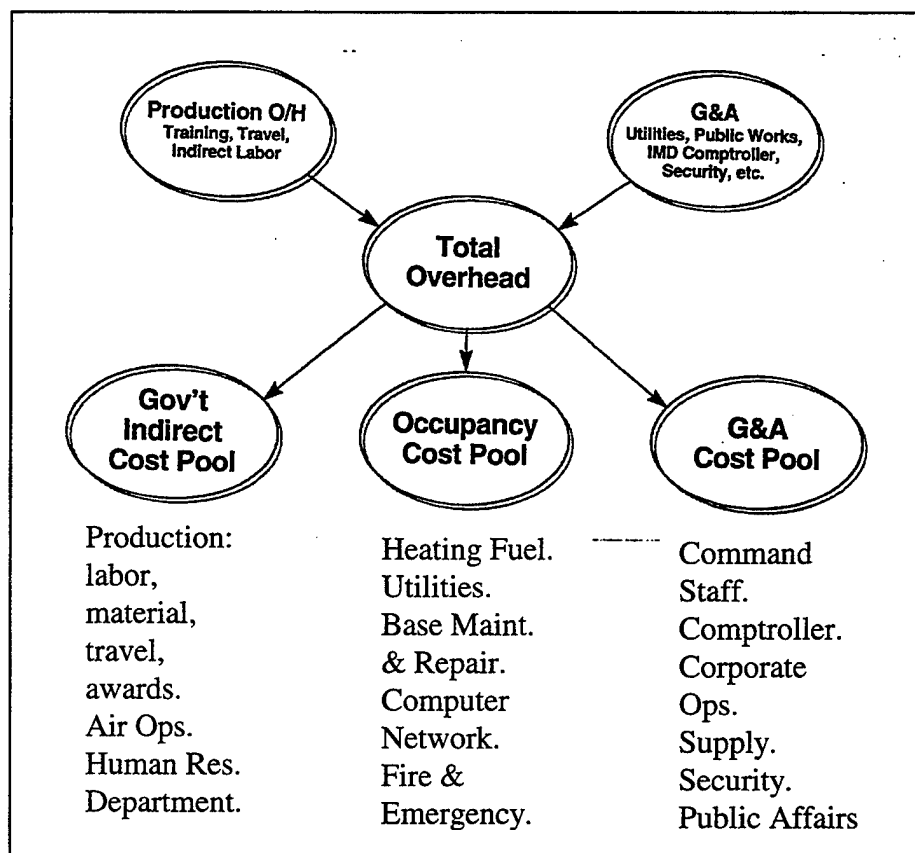 Production O/H
Training, Travel,
Indirect Labor
G&A
Utilities, Public Works,
IMD Comptroller,
Security, etc.
Total
Overhead
Gov't
Indirect
Cost Pool
Occupancy
Cost Pool
G&A
Cost Pool
Production:
labor,
material,
travel,
awards.
Air Ops.
Human Res.
Department.
Heating Fuel.
Utilities.
Base Maint.
& Repair.
Computer
Network.
Fire &
Emergency.
Command
Staff.
Comptroller.
Corporate
Ops.
Supply.
Security.
Public Affairs